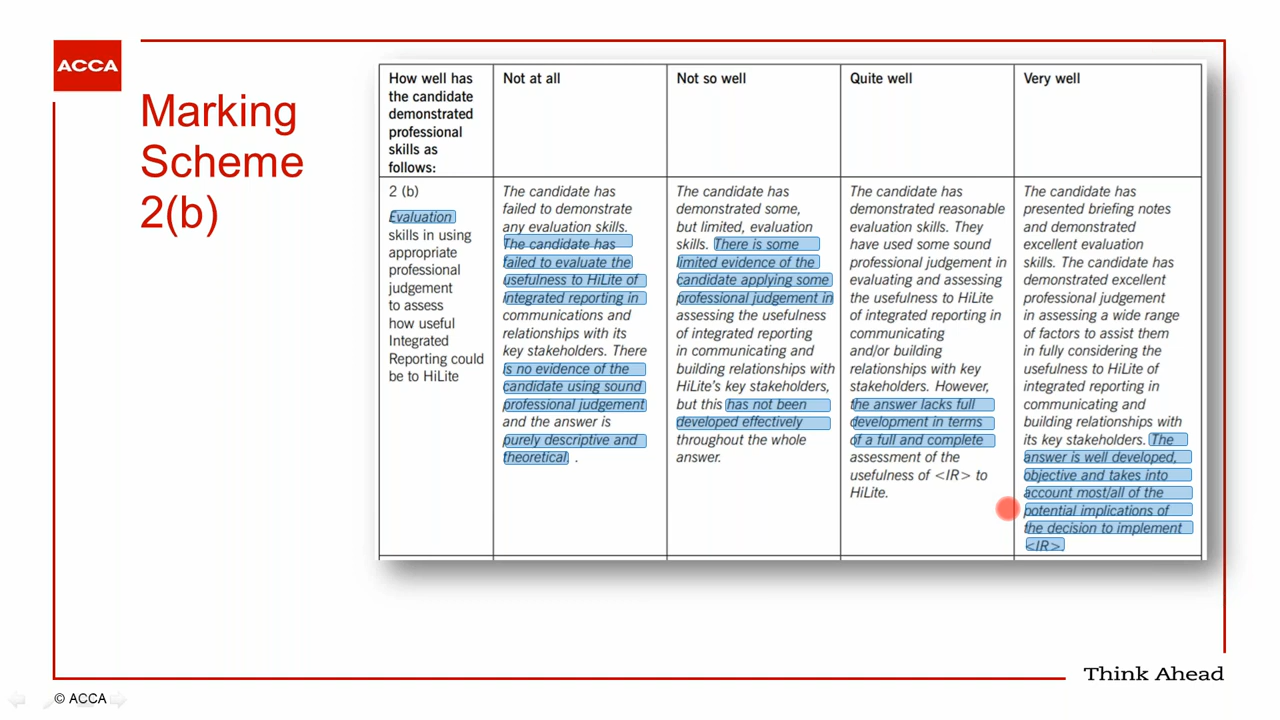 ACCA
Marking
Scheme
2(b)
How well has
the candidate
demonstrated
professional
skills as
follows:
Not at all
Not so well
Quite well
Very well
2 (b)
Evaluation
skills in using
appropriate
professional
judgement
to assess
how useful
Integrated
Reporting could
be to HiLite
The candidate has
failed to demonstrate
any evaluation skills.
The candidate has
failed to evaluate the
usefulness to HiLite of
integrated reporting in
communications and
relationships with its
key stakeholders. There
is no evidence of the
candidate using sound
professional judgement
and the answer is
purely descriptive and
theoretical. .
The candidate has
demonstrated some,
but limited, evaluation
skills. There is some
limited evidence of the
candidate applying some
professional judgement in
assessing the usefulness
of integrated reporting
in communicating and
building relationships with
HiLite's key stakeholders,
but this has not been
developed effectively
throughout the whole
answer.
The candidate has
demonstrated reasonable
evaluation skills. They
have used some sound
professional judgement in
evaluating and assessing
the usefulness to HiLite
of integrated reporting in
communicating
and/or building
relationships with key
stakeholders. However,
the answer lacks full
development in terms
of a full and complete
assessment of the
usefulness of <IR> to
HiLite.
The candidate has
presented briefing notes
and demonstrated
excellent evaluation
skills. The candidate has
demonstrated excellent
professional judgement
in assessing a wide range
of factors to assist them
in fully considering the
usefulness to HiLite of
integrated reporting in
communicating and
building relationships with
its key stakeholders. The
answer is well developed,
objective and takes into
account most/all of the
potential implications of
the decision to implement
<IR>
Think Ahead
© ACCA